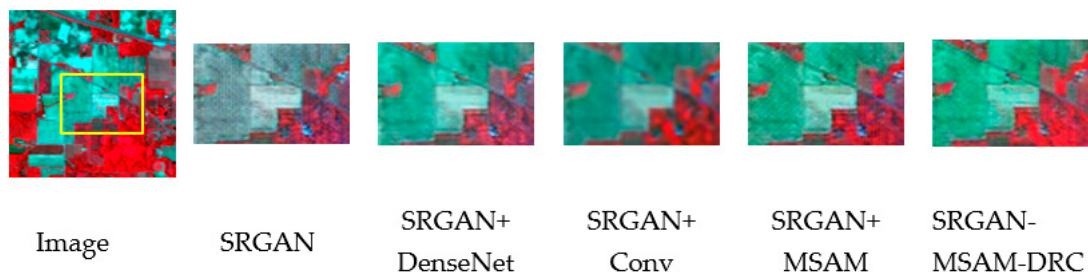 Image
SRGAN
SRGAN+
DenseNet
SRGAN+
Conv
SRGAN+
MSAM
SRGAN-
MSAM-DRC